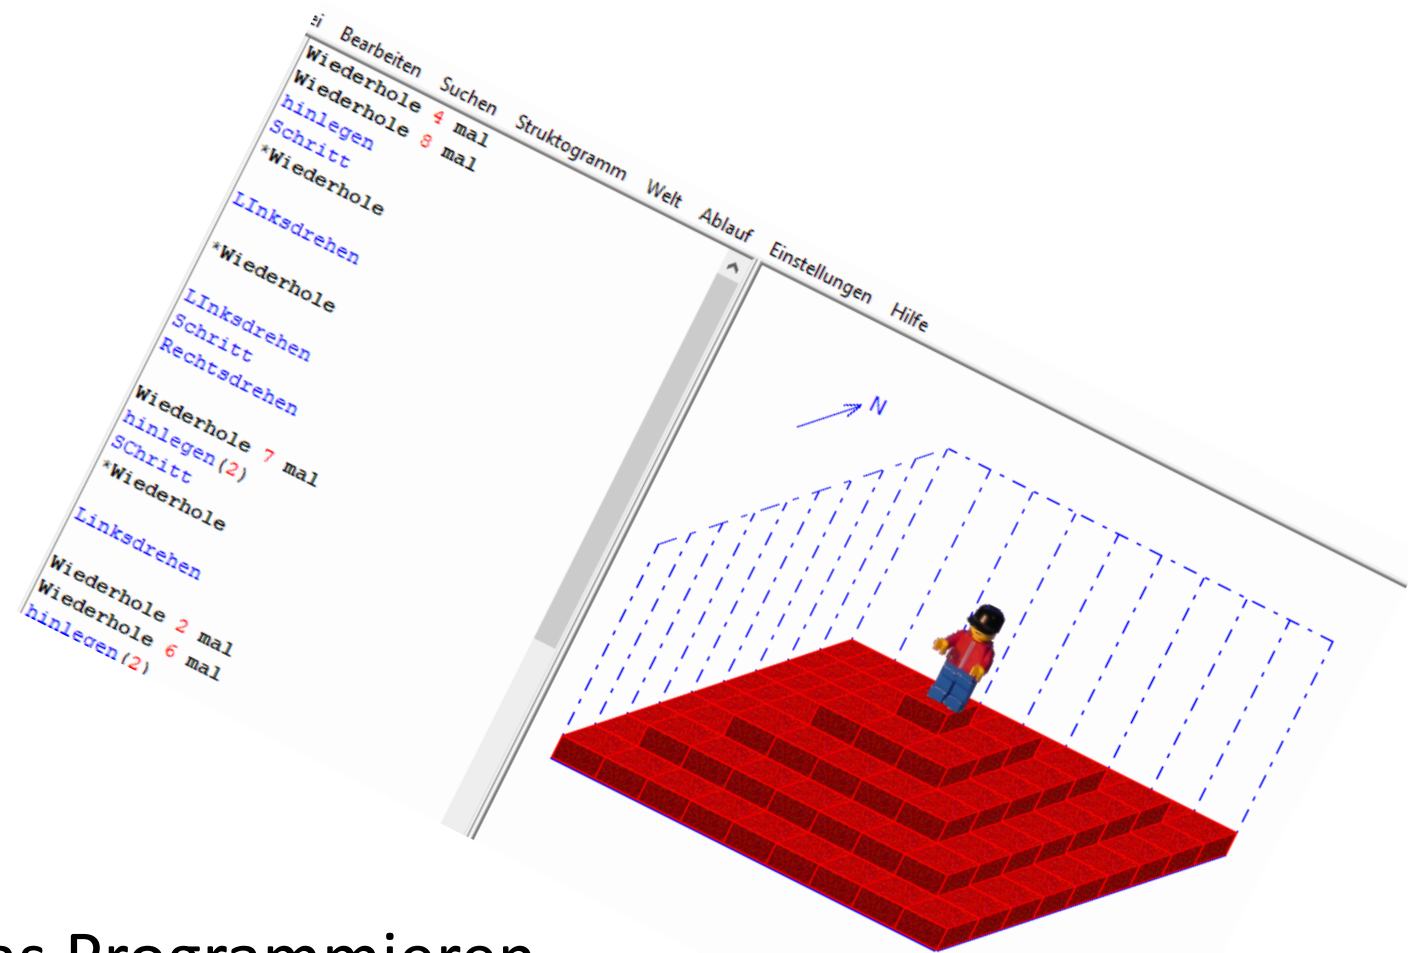 Bearbeiten Suchen Struktogramm Welt Ablauf Einstellungen Hilfe
Wiederhole 4 mal
Wiederhole 8 mal
hinlegen
Schritt
*Wiederhole
LInksdrehen
*Wiederhole
LInksdrehen
Schritt
Rechtsdrehen
Wiederhole 7 mal
hinlegen(2)
SChritt
*Wiederhole
Linksdrehen
Wiederhole 2 mal
Wiederhole 6 mal
hinlegen(2)
N
Programmieren